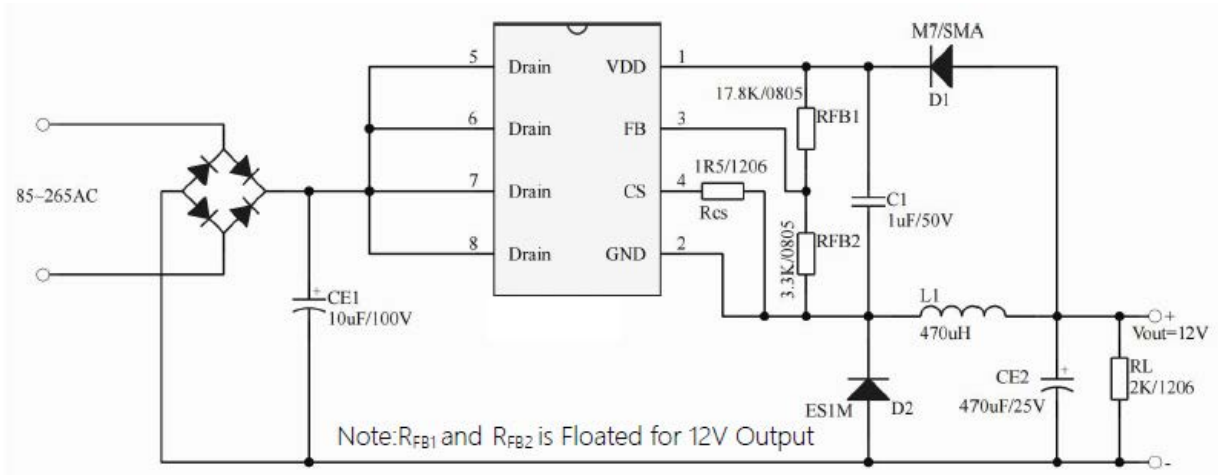 M7/SMA
D1
5 Drain VDD 1
17.8K/0805
RFB1
6 Drain FB 3
1R5/1206
7 Drain CS 4
Rcs
85~265AC
C1
1uF/50V
RFB2
3.3K/0805
8 Drain GND 2
+
CE1
10uF/100V
L1
470uH
+
Vout=12V
+
CE2
470uF/25V
RL
2K/1206
ES1M
D2
Note:RFB1 and RFB2 is Floated for 12V Output
-